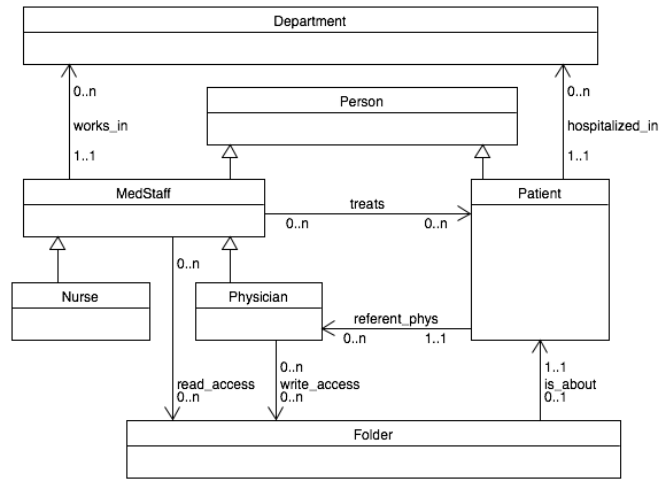 Department
0..n
0..n
Person
works_in
hospitalized_in
1..1
1..1
MedStaff
Patient
treats
0..n
0..n
0..n
Nurse
Physician
referent_phys
0..n
1..1
0..n
1..1
read_access
write_access
is_about
0..n
0..n
0..1
Folder